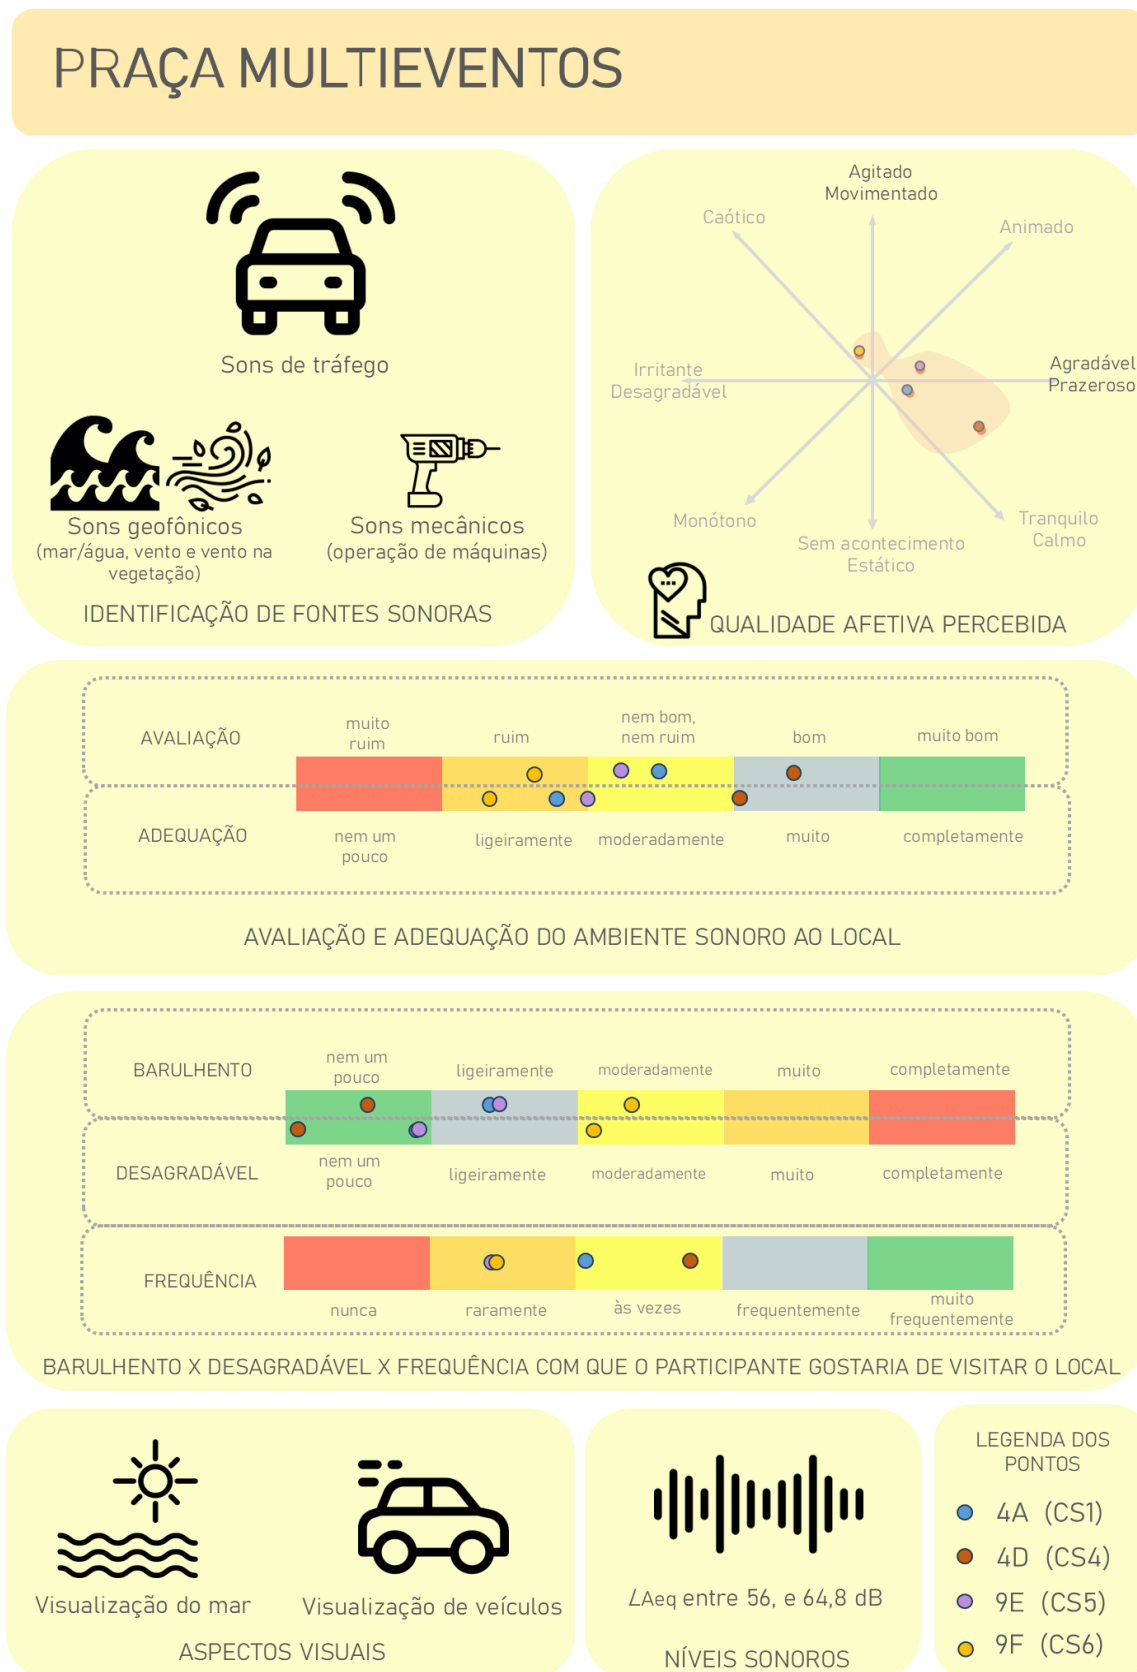 PRAÇA MULTIEVENTOS
Sons de tráfego
Sons geofônicos
(mar/água, vento e vento na
vegetação)
Sons mecânicos
(operação de máquinas)
IDENTIFICAÇÃO DE FONTES SONORAS
Agitado
Movimentado
Caótico
Animado
Irritante
Desagradável
Agradável
Prazeroso
Monótono
Sem acontecimento
Estático
Tranquilo
Calmo
QUALIDADE AFETIVA PERCEBIDA
AVALIAÇÃO
muito
ruim
ruim
nem bom,
nem ruim
bom
muito bom
ADEQUAÇÃO
nem um
pouco
ligeiramente
moderadamente
muito
completamente
AVALIAÇÃO E ADEQUAÇÃO DO AMBIENTE SONORO AO LOCAL
BARULHENTO
nem um
pouco
ligeiramente
moderadamente
muito
completamente
DESAGRADÁVEL
nem um
pouco
ligeiramente
moderadamente
muito
completamente
FREQUÊNCIA
nunca
raramente
às vezes
frequentemente
muito
frequentemente
BARULHENTO X DESAGRADÁVEL X FREQUÊNCIA COM QUE O PARTICIPANTE GOSTARIA DE VISITAR O LOCAL
Visualização do mar
Visualização de veículos
ASPECTOS VISUAIS
LAeq entre 56, e 64,8 dB
NÍVEIS SONOROS
LEGENDA DOS
PONTOS
4A (CS1)
4D (CS4)
9E (CS5)
9F (CS6)